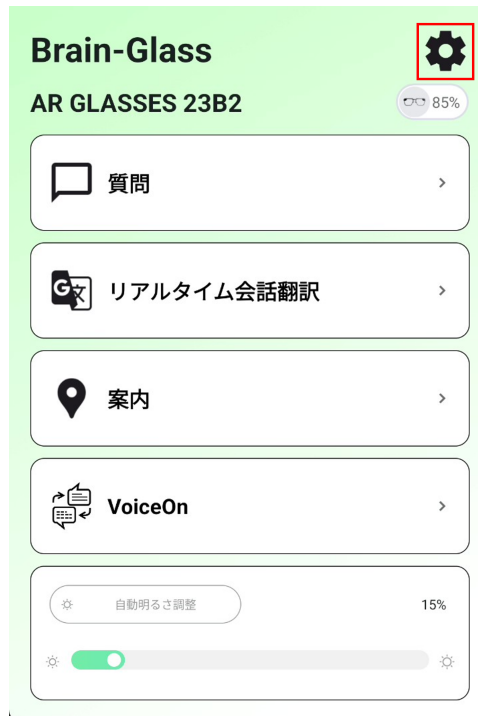 Brain-Glass
AR GLASSES 23B2
85%
質問
リアルタイム会話翻訳
案内
VoiceOn
自動明るさ調整
15%